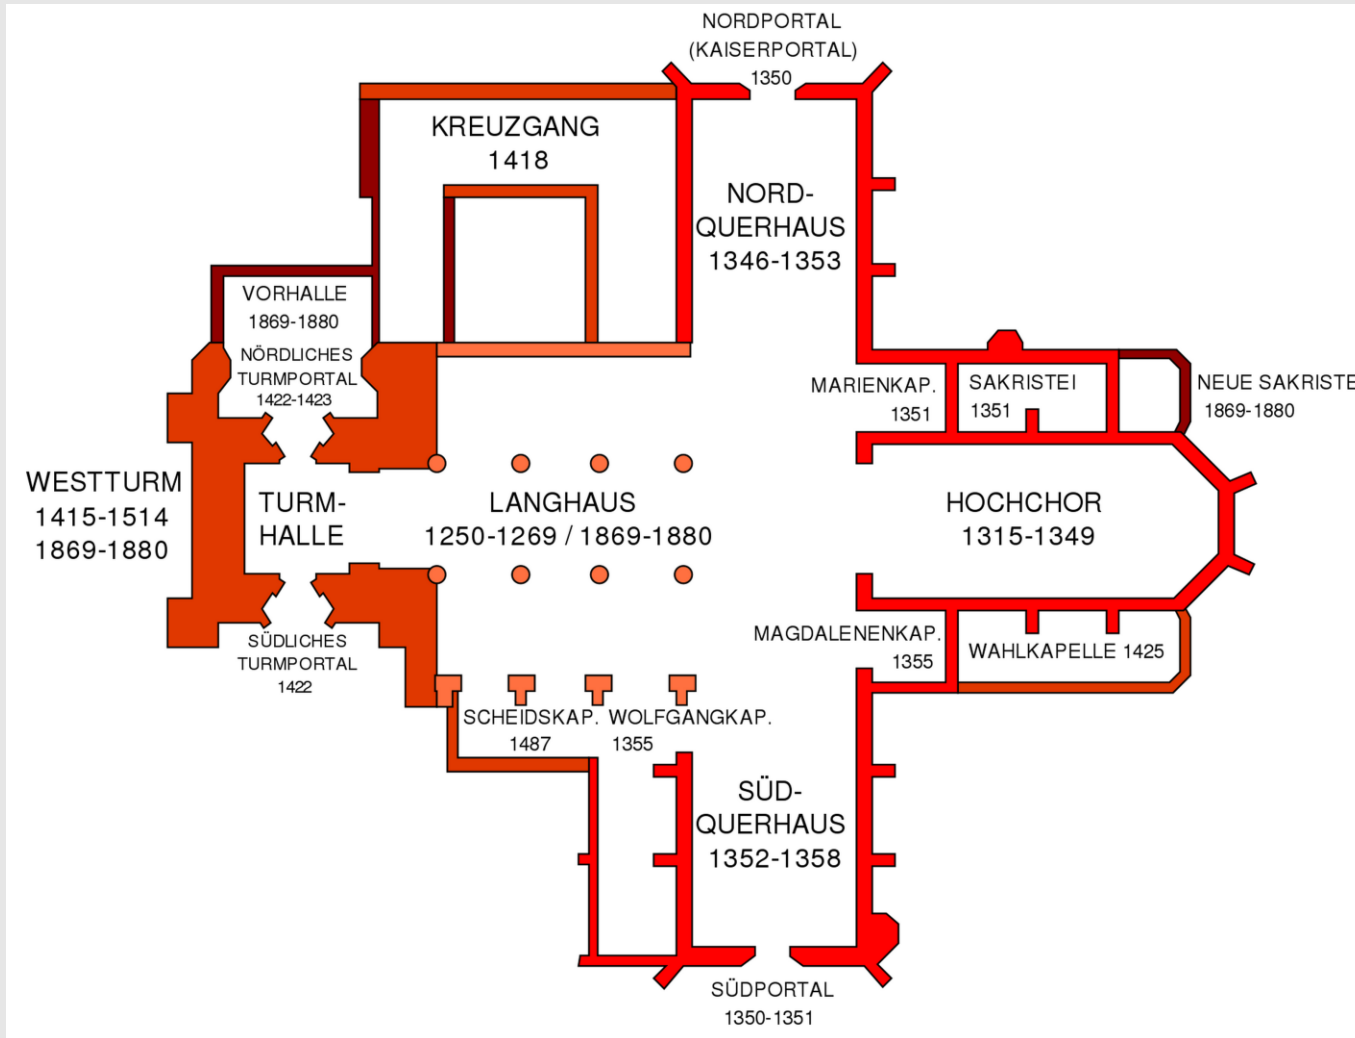 NORDPORTAL
(KAISERPORTAL)
1350
KREUZGANG
1418
NORD-
QUERHAUS
1346-1353
VORHALLE
1869-1880
NÖRDLICHES
TURMPORTAL
1422-1423
MARIENKAP.
1351
SAKRISTEI
1351
NEUE SAKRISTE
1869-1880
WESTTURM
1415-1514
1869-1880
TURM-
HALLE
LANGHAUS
1250-1269 / 1869-1880
HOCHCHOR
1315-1349
SÜDLICHES
TURMPORTAL
1422
MAGDALENENKAP.
1355
WAHLKAPELLE 1425
SCHEIDSKAP.
1487
WOLFGANGKAP.
1355
SÜD-
QUERHAUS
1352-1358
SÜDPORTAL
1350-1351